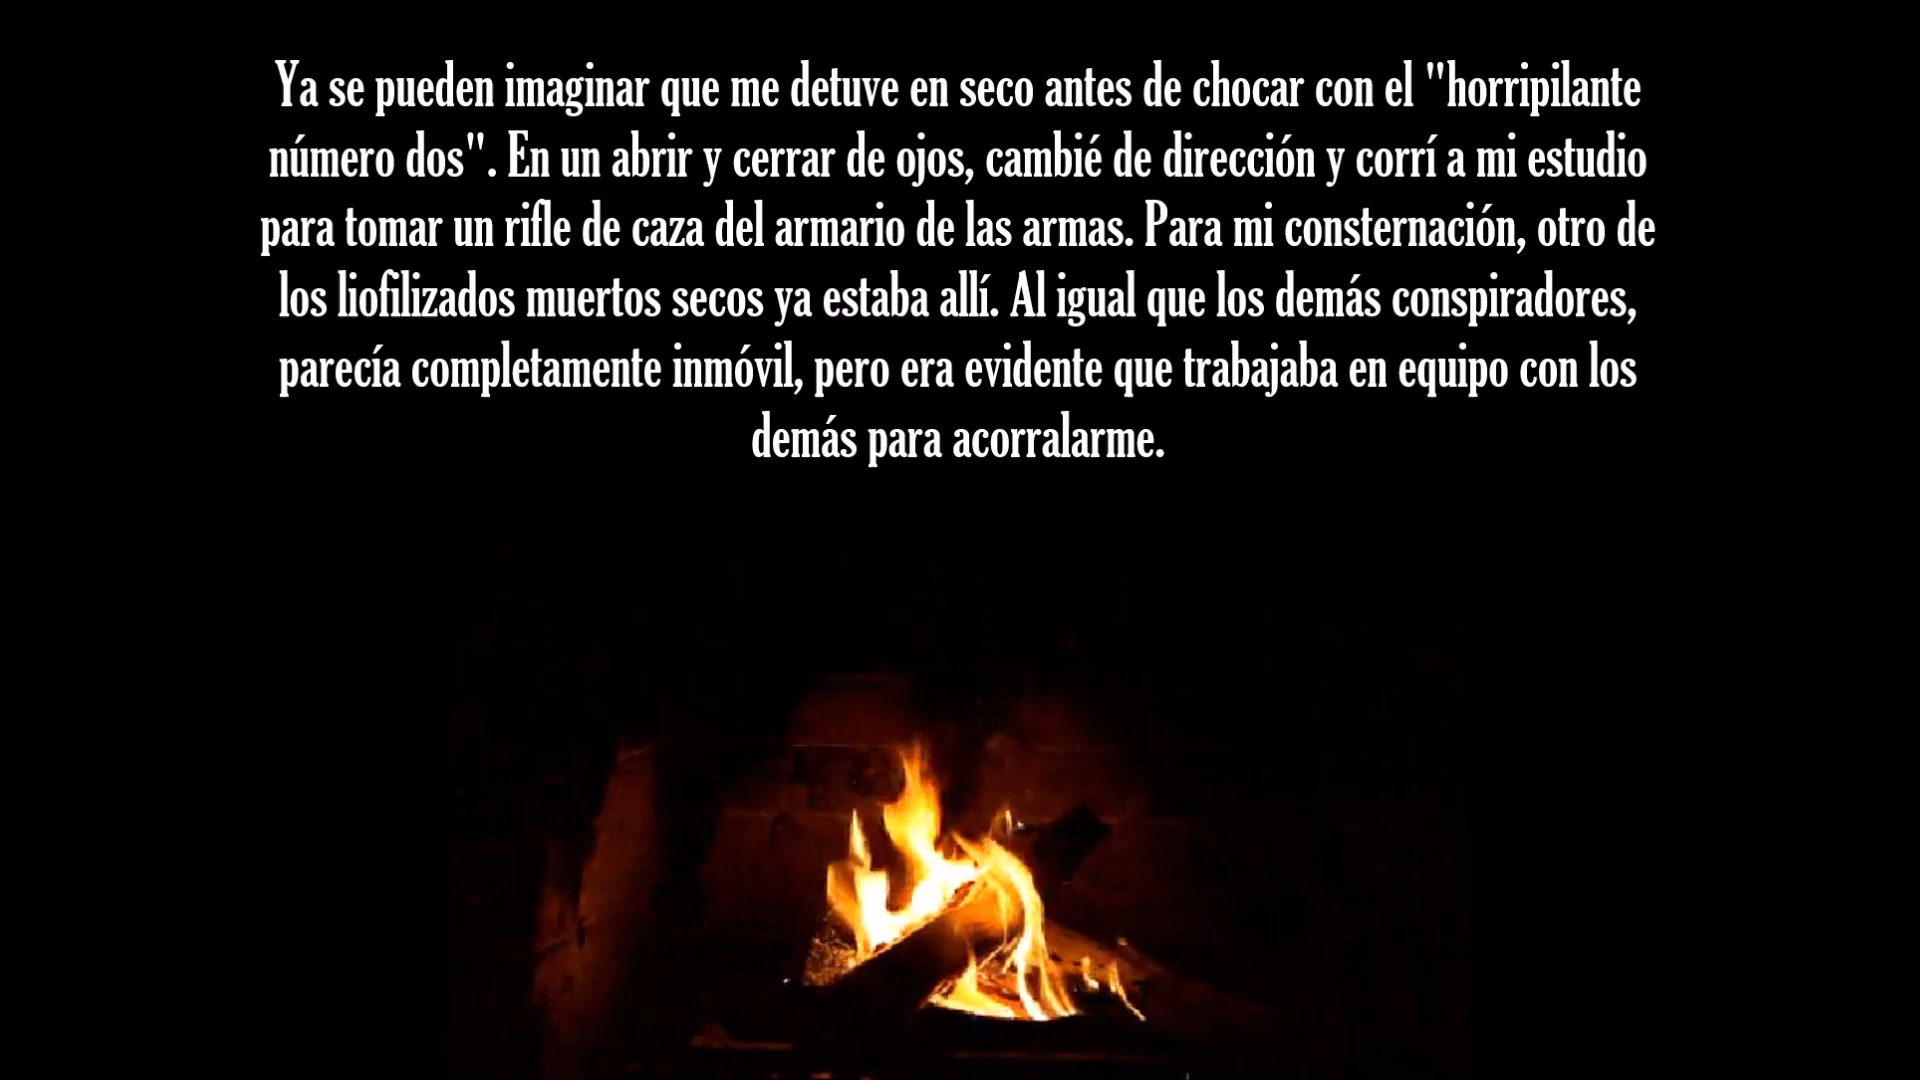 Ya se pueden imaginar que me detuve en seco antes de chocar con el "horripilante
número dos". En un abrir y cerrar de ojos, cambié de dirección y corrí a mi estudio
para tomar un rifle de caza del armario de las armas. Para mi consternación, otro de
los liofilizados muertos secos ya estaba allí. Al igual que los demás conspiradores,
parecía completamente inmóvil, pero era evidente que trabajaba en equipo con los
demás para acorralarme.